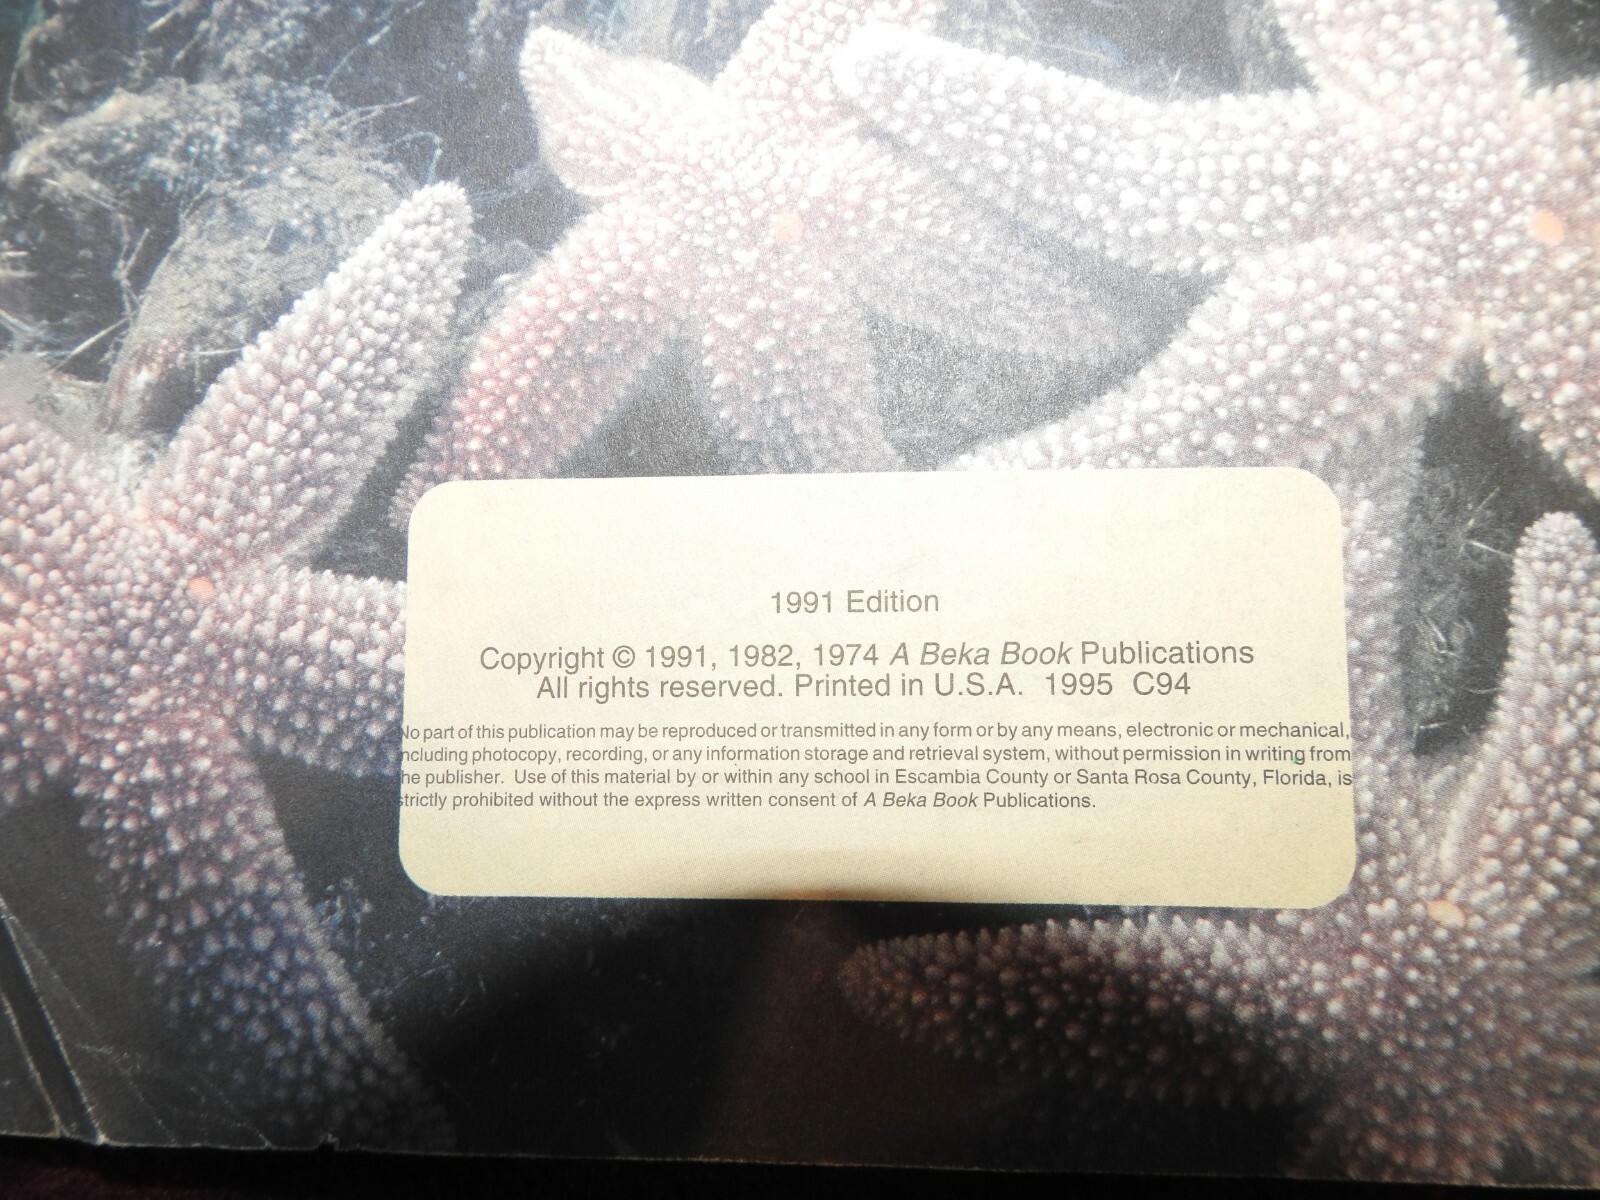 1991 Edition
Copyright © 1991, 1982, 1974 A Beka Book Publications
All rights reserved. Printed in U.S.A. 1995 C94
No part of this publication may be reproduced or transmitted in any form or by any means, electronic or mechanical,
ncluding photocopy, recording, or any information storage and retrieval system, without permission in writing from
he publisher. Use of this material by or within any school in Escambia County or Santa Rosa County, Florida, is
strictly prohibited without the express written consent of A Beka Book Publications.